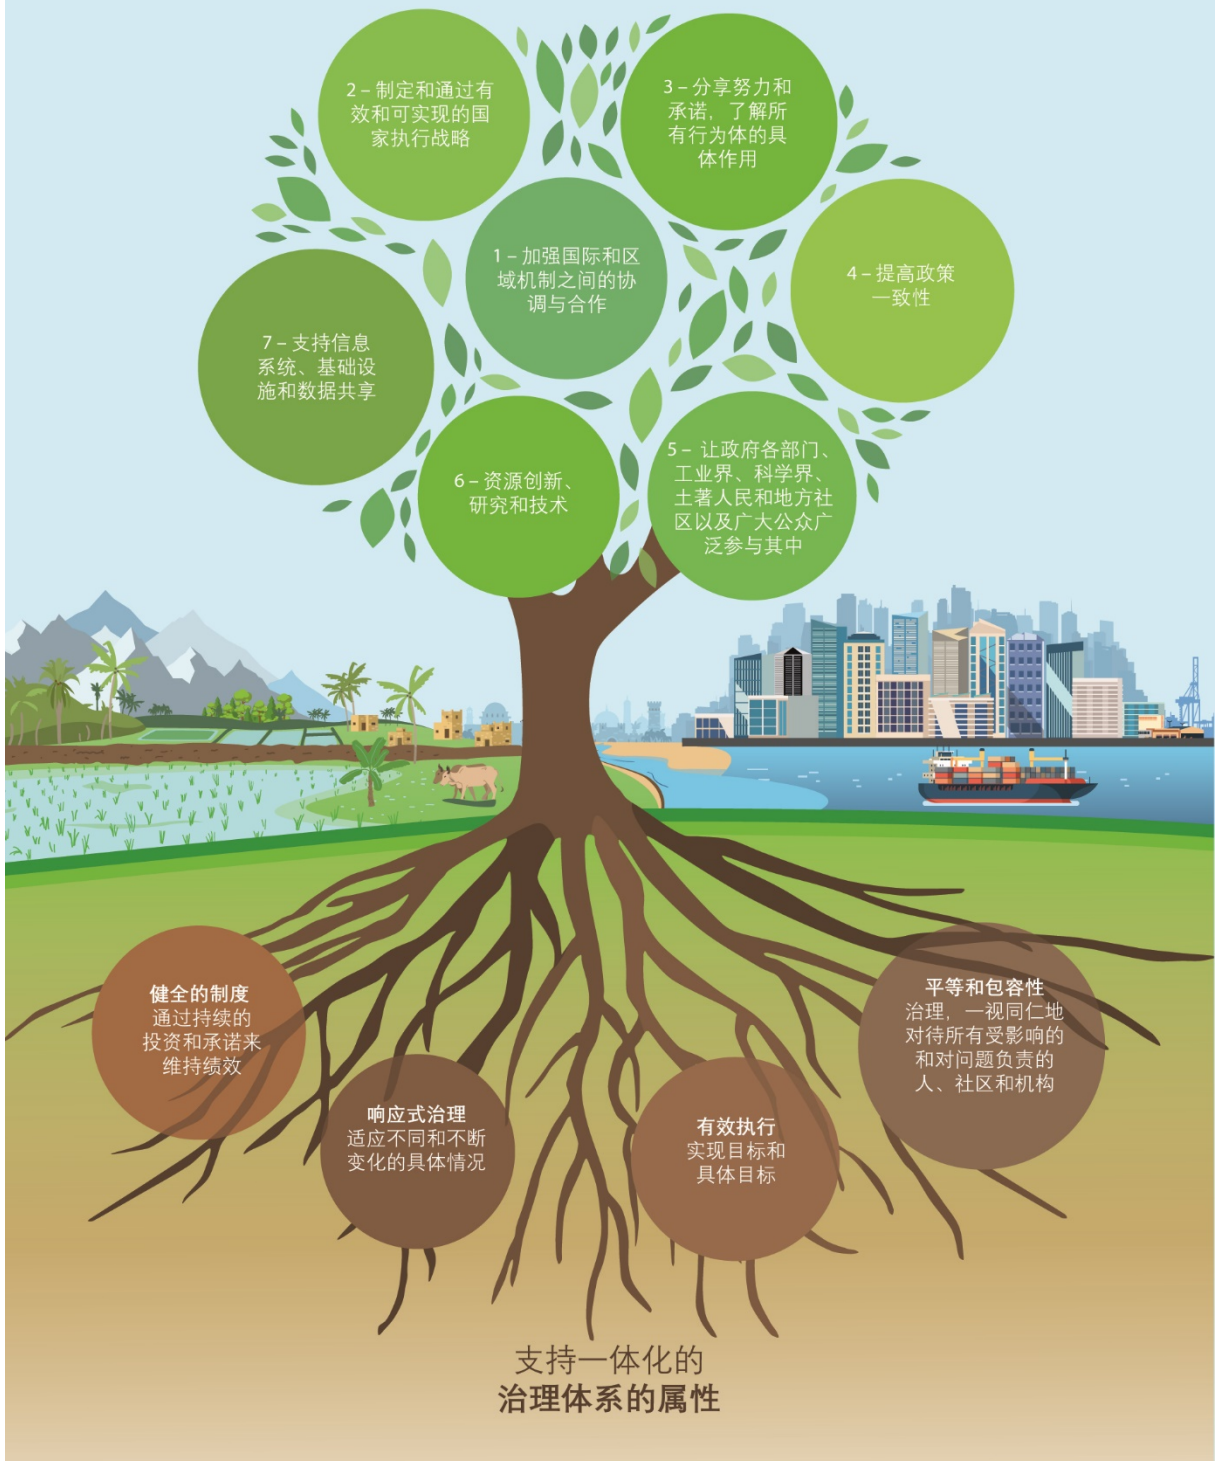 2 – 制定和通过有
效和可实现的国
家执行战略
3 – 分享努力和
承诺，了解所
有行为体的具
体作用
1 – 加强国际和区
域机制之间的协
调与合作
4 – 提高政策
一致性
7 – 支持信息
系统、基础设
施和数据共享
6 – 资源创新、
研究和技术
5 – 让政府各部门、
工业界、科学界、
土著人民和地方社
区以及广大公众广
泛参与其中
健全的制度
通过持续的
投资和承诺来
维持绩效
响应式治理
适应不同和不断
变化的具体情况
有效执行
实现目标和
具体目标
平等和包容性
治理，一视同仁地
对待所有受影响的
和对问题负责的
人、社区和机构
支持一体化的
治理体系的属性